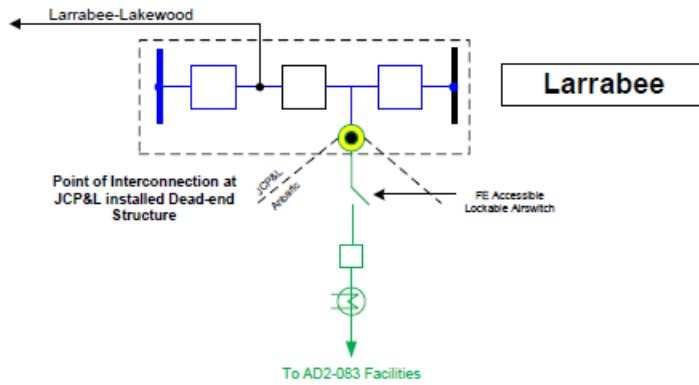 Larrabee-Lakewood
Larrabee
Point of Interconnection at
JCP&L installed Dead-end
Structure
JCP&L
Anbaric
FE Accessible
Lockable Airswitch
To AD2-083 Facilities